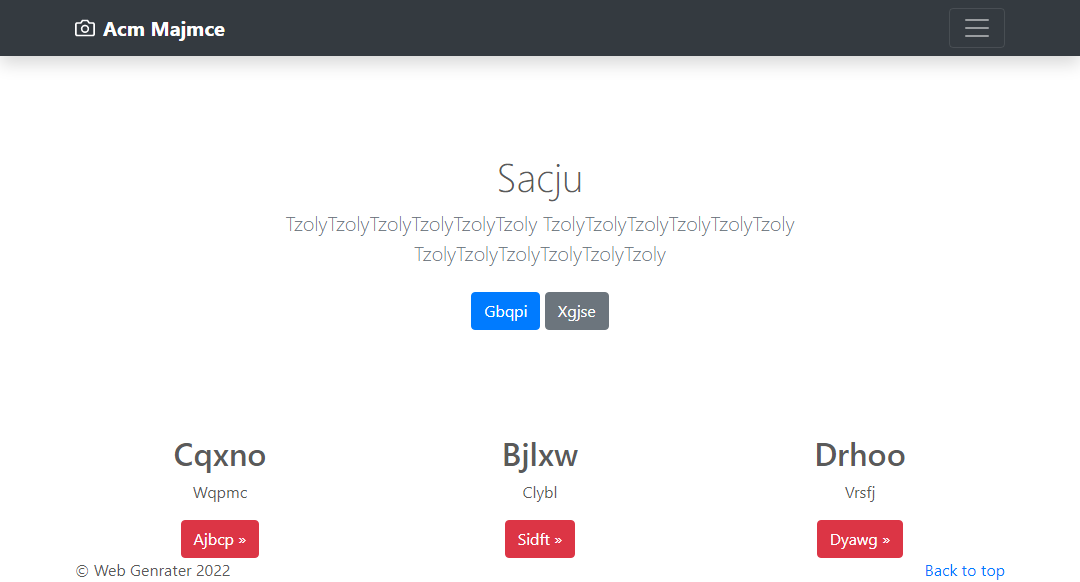 Acm Majmce
Sacju
TzolyTzolyTzolyTzolyTzolyTzoly TzolyTzolyTzolyTzolyTzolyTzoly
TzolyTzolyTzolyTzolyTzolyTzoly
Gbqpi Xgjse
Cqxno Bjlxw Drhoo
Wqpmc Clybl Vrsfj
Ajbcp » Sidft » Dyawg »
© Web Genrater 2022 Back to top